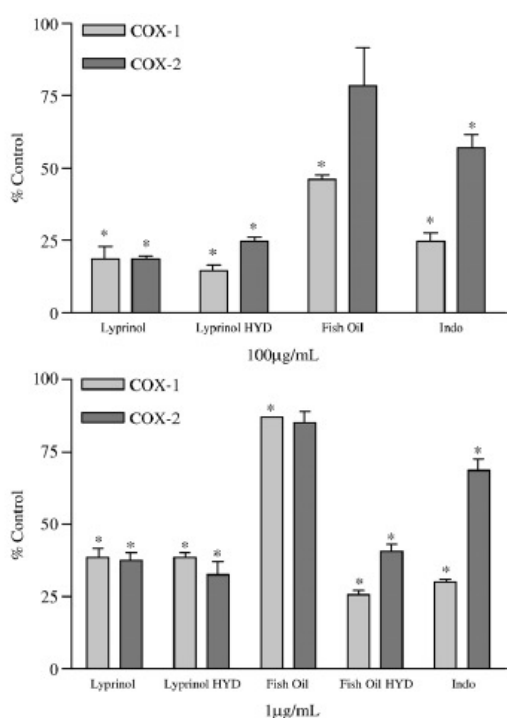 100
COX-1
COX-2
75
50
25
0
% Control
* * * * * * *
Lyprinol Lyprinol HYD Fish Oil Indo
100µg/mL
100
COX-1
COX-2
75
50
25
0
% Control
* * * * * * * * *
Lyprinol Lyprinol HYD Fish Oil Fish Oil HYD Indo
1µg/mL